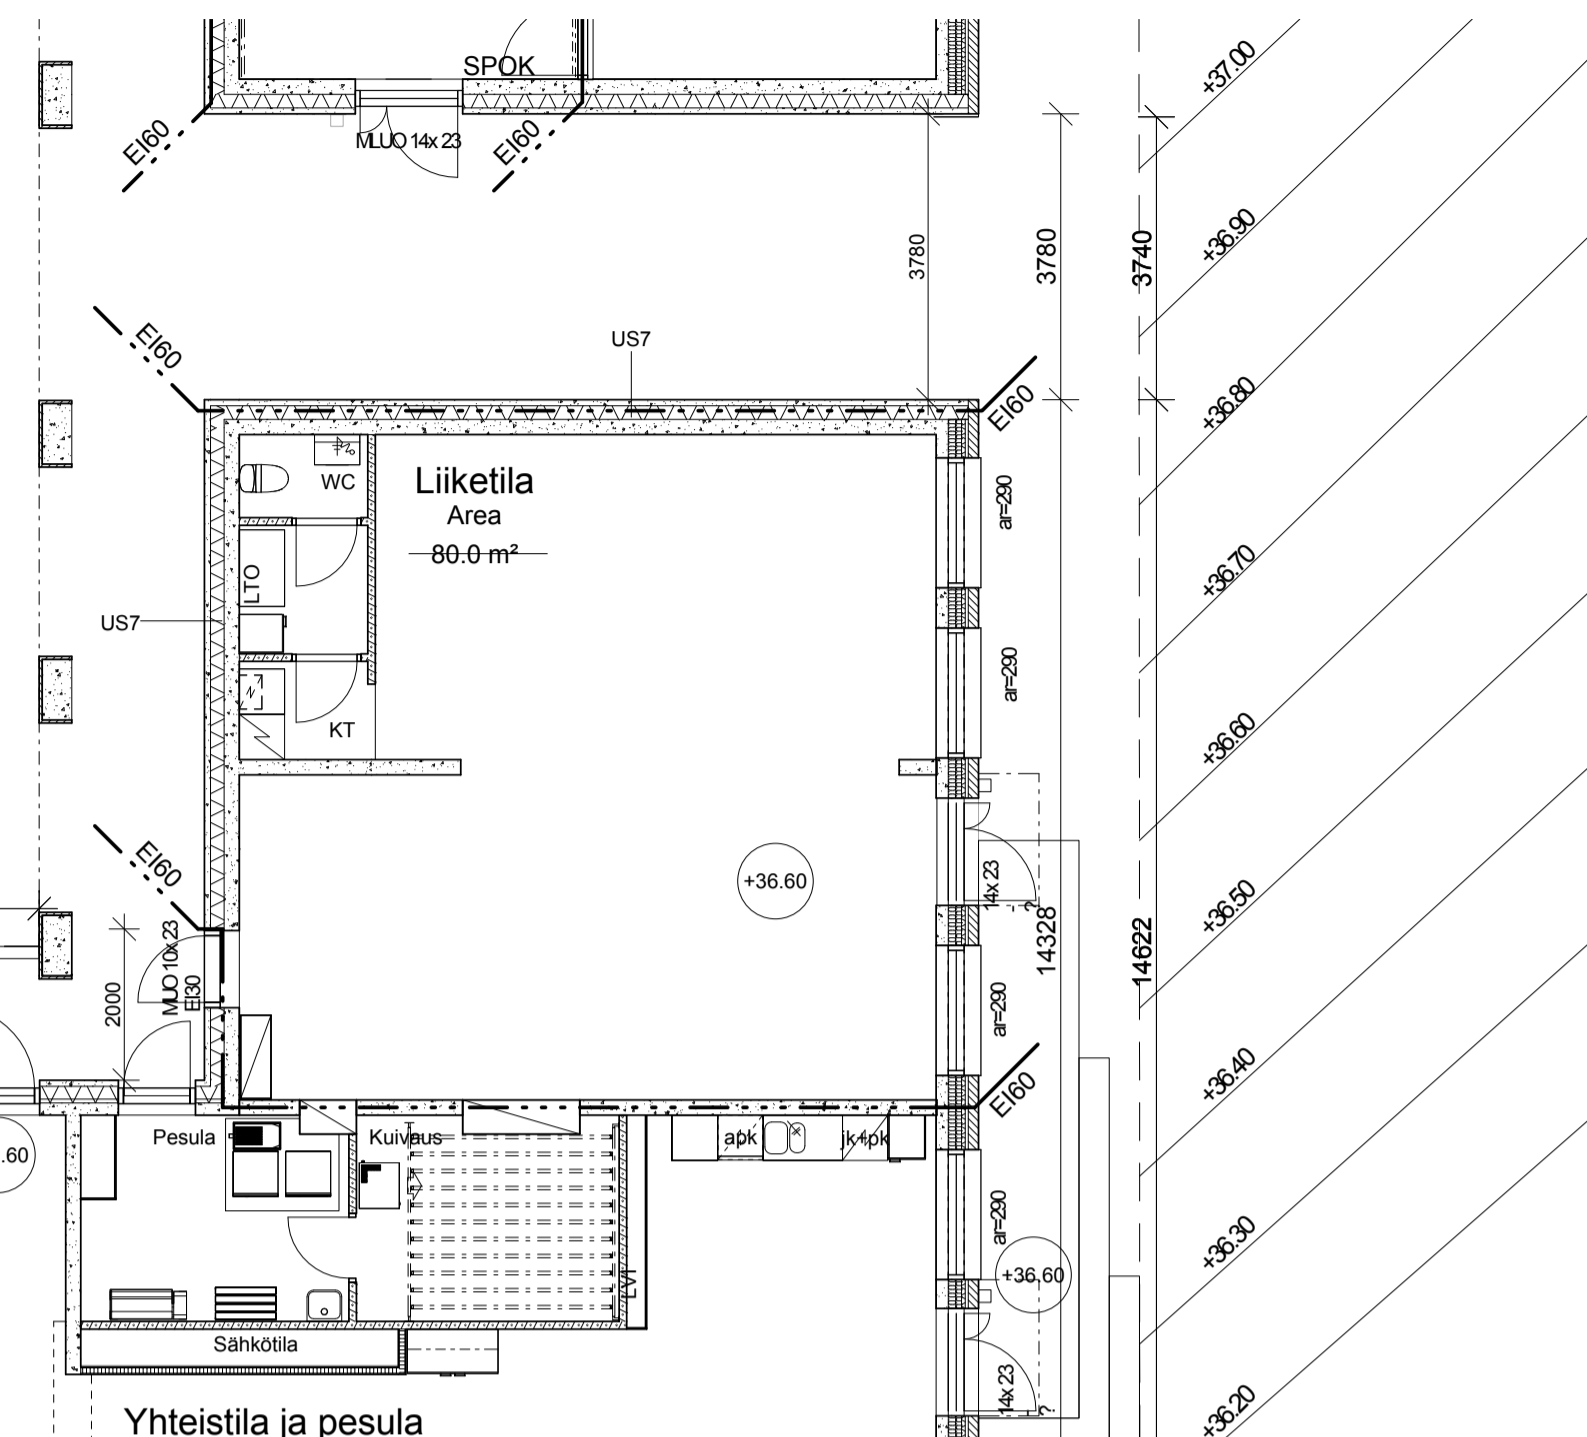 SPOK
+37.00
EI60
MLUO 14x23
EI60
+36.90
3780
3780
3740
EI60
US7
EI60
+36.80
WC
Liiketila
Area
80.0 m²
ar=290
LTO
+36.70
US7
ar=290
KT
+36.60
EI60
+36.60
14x23
?
14328
14622
+36.50
MUO 10x23
EI30
2000
ar=290
EI60
+36.40
Pesula
Kuivaus
apk
jk+pk
.60
ar=290
+36.30
+36.60
LVI
Sähkötila
14x23
?
+36.20
Yhteistila ja pesula